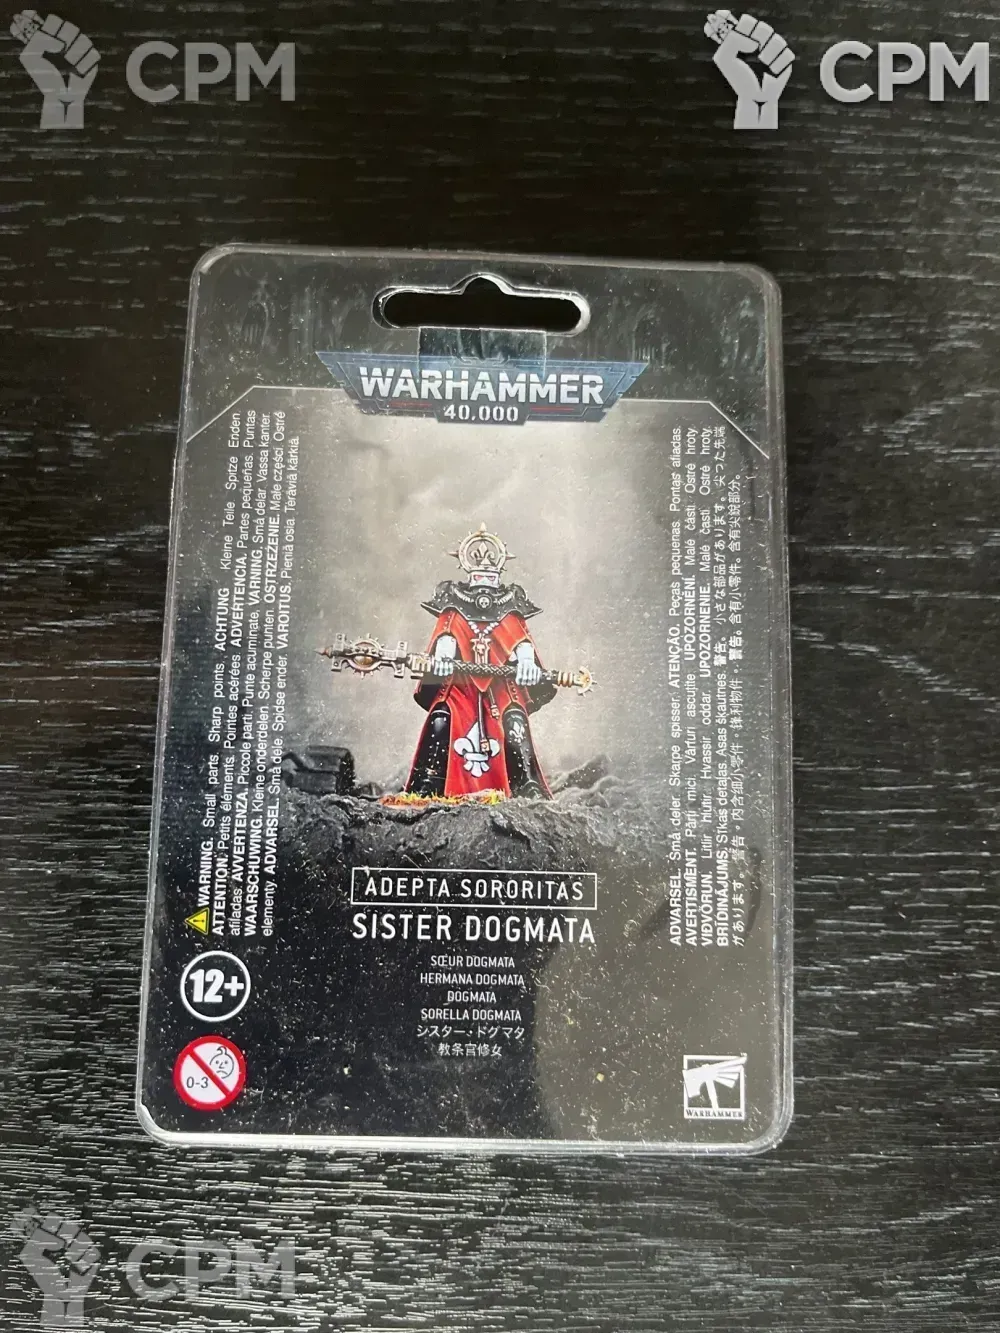 CPM
CPM
WARHAMMER
40,000
WARNING. Small parts. Sharp points. ACHTUNG Kleine Teile. Spitze Enden
ATTENTION. Petits éléments. Pointes acérées. ADVERTENCIA. Partes pequeñas. Puntas
afiladas. AVVERTENZA. Piccole parti. Punte acuminate. VARNING. Små delar. Vassa kanter.
WAARSCHUWING. Kleine onderdelen. Scherpe punten. OSTRZEŻENIE. Małe części. Ostré
elementy. ADVARSEL. Små dele. Spidse ender. VAROITUS. Pieniä osia. Teräviä kärkiä.
ADVARSEL. Små deler. Skarpe spisser. ATENÇÃO. Peças pequenas. Pontas afiadas.
AVERTISMENT. Părți mici. Vârfuri ascuțite. UPOZORNĚNÍ. Malé části. Ostré hroty.
VIÐVÖRUN. Litlir hlutir. Hvassir oddar. UPOZORNENIE. Malé časti. Ostré hroty.
BRĪDINĀJUMS. Sīkas detaļas. Asas šķautnes. 警告。小さな部品があります。尖った先端
があります。警告。内含细小零件。锋利物件。警告。含有小零件。含有尖銳部分。
ADEPTA SORORITAS
SISTER DOGMATA
SŒUR DOGMATA
HERMANA DOGMATA
DOGMATA
SORELLA DOGMATA
シスター・ドグマタ
教条官修女
12+
0-3
WARHAMMER
CPM
CPM